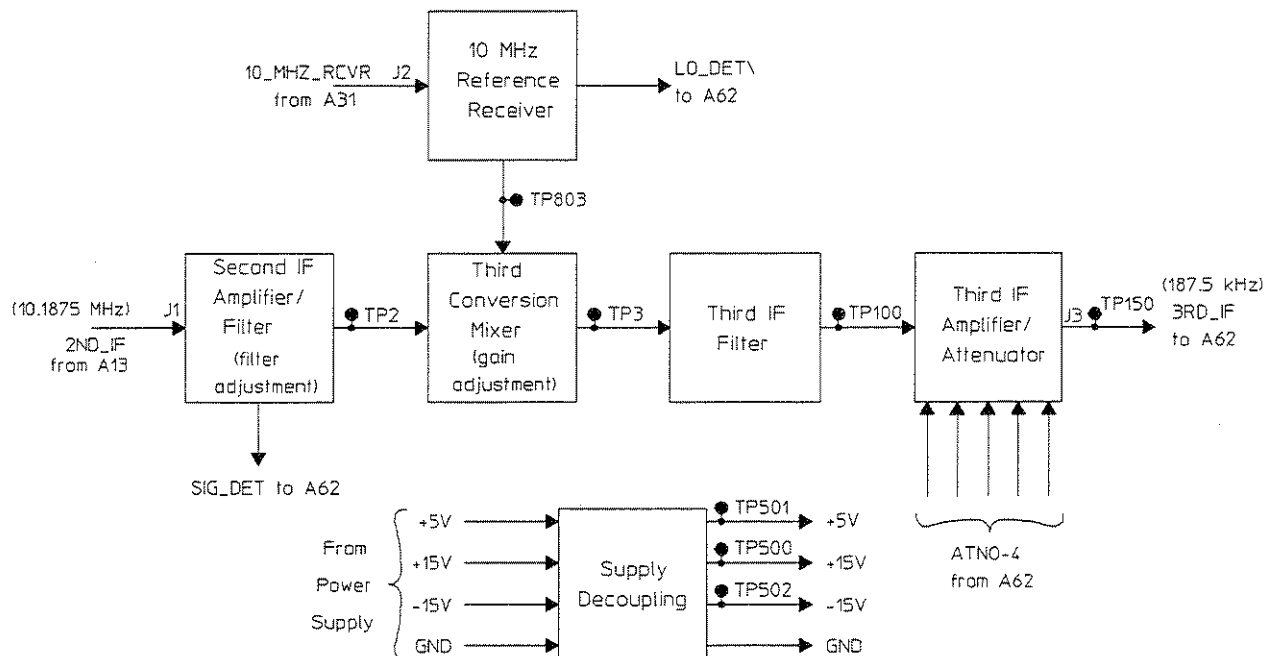 10 MHz
Reference
Receiver
10_MHZ_RCVR
from A31
J2
LO_DET\
to A62
TP803
(10.1875 MHz)
2ND_IF
from A13
J1
Second IF
Amplifier/
Filter
(filter
adjustment)
TP2
Third
Conversion
Mixer
(gain
adjustment)
TP3
Third IF
Filter
TP100
Third IF
Amplifier/
Attenuator
J3
TP150
(187.5 kHz)
3RD_IF
to A62
SIG_DET to A62
ATN0-4
from A62
From
Power
Supply
+5V
+15V
-15V
GND
Supply
Decoupling
TP501
+5V
TP500
+15V
TP502
-15V
GND